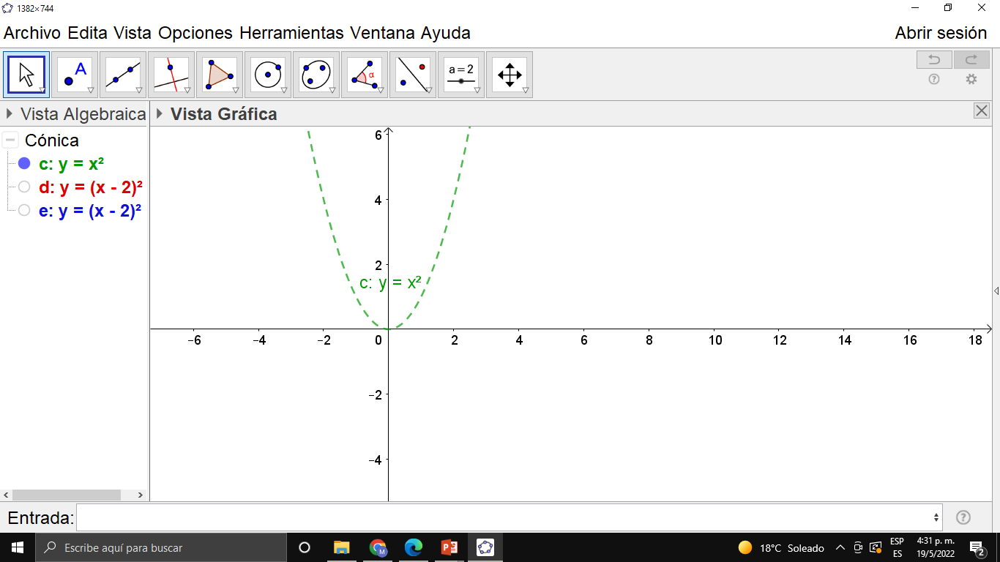 1382×744
Archivo Edita Vista Opciones Herramientas Ventana Ayuda
Abrir sesión
A
α
a=2
Vista Algebraica
Vista Gráfica
Cónica
c: y = x²
d: y = (x - 2)²
e: y = (x - 2)²
6
4
2
c: y = x²
−6 −4 −2 0 2 4 6 8 10 12 14 16 18
−2
−4
Entrada:
Escribe aquí para buscar
M
P
18°C Soleado
ESP
ES
4:31 p. m.
19/5/2022
2